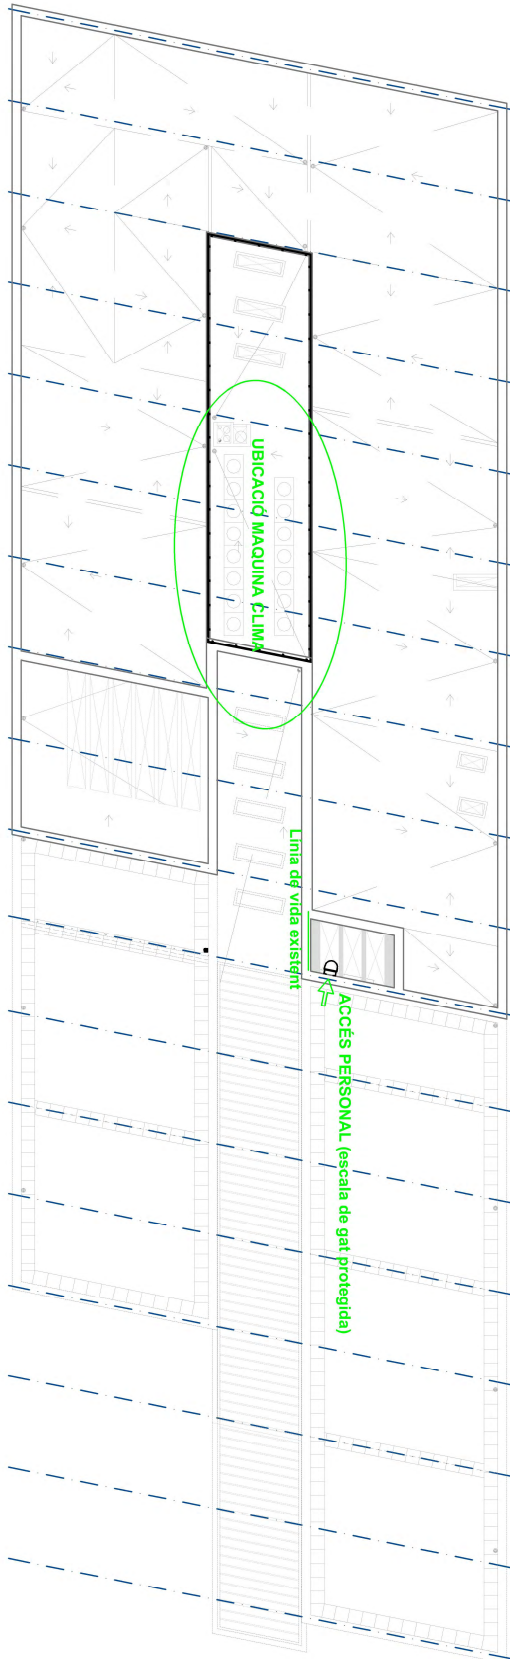 UBICACIÓ MAQUINA CLIMA
Linia de vida existent
ACCÉS PERSONAL (escala de gat protegida)